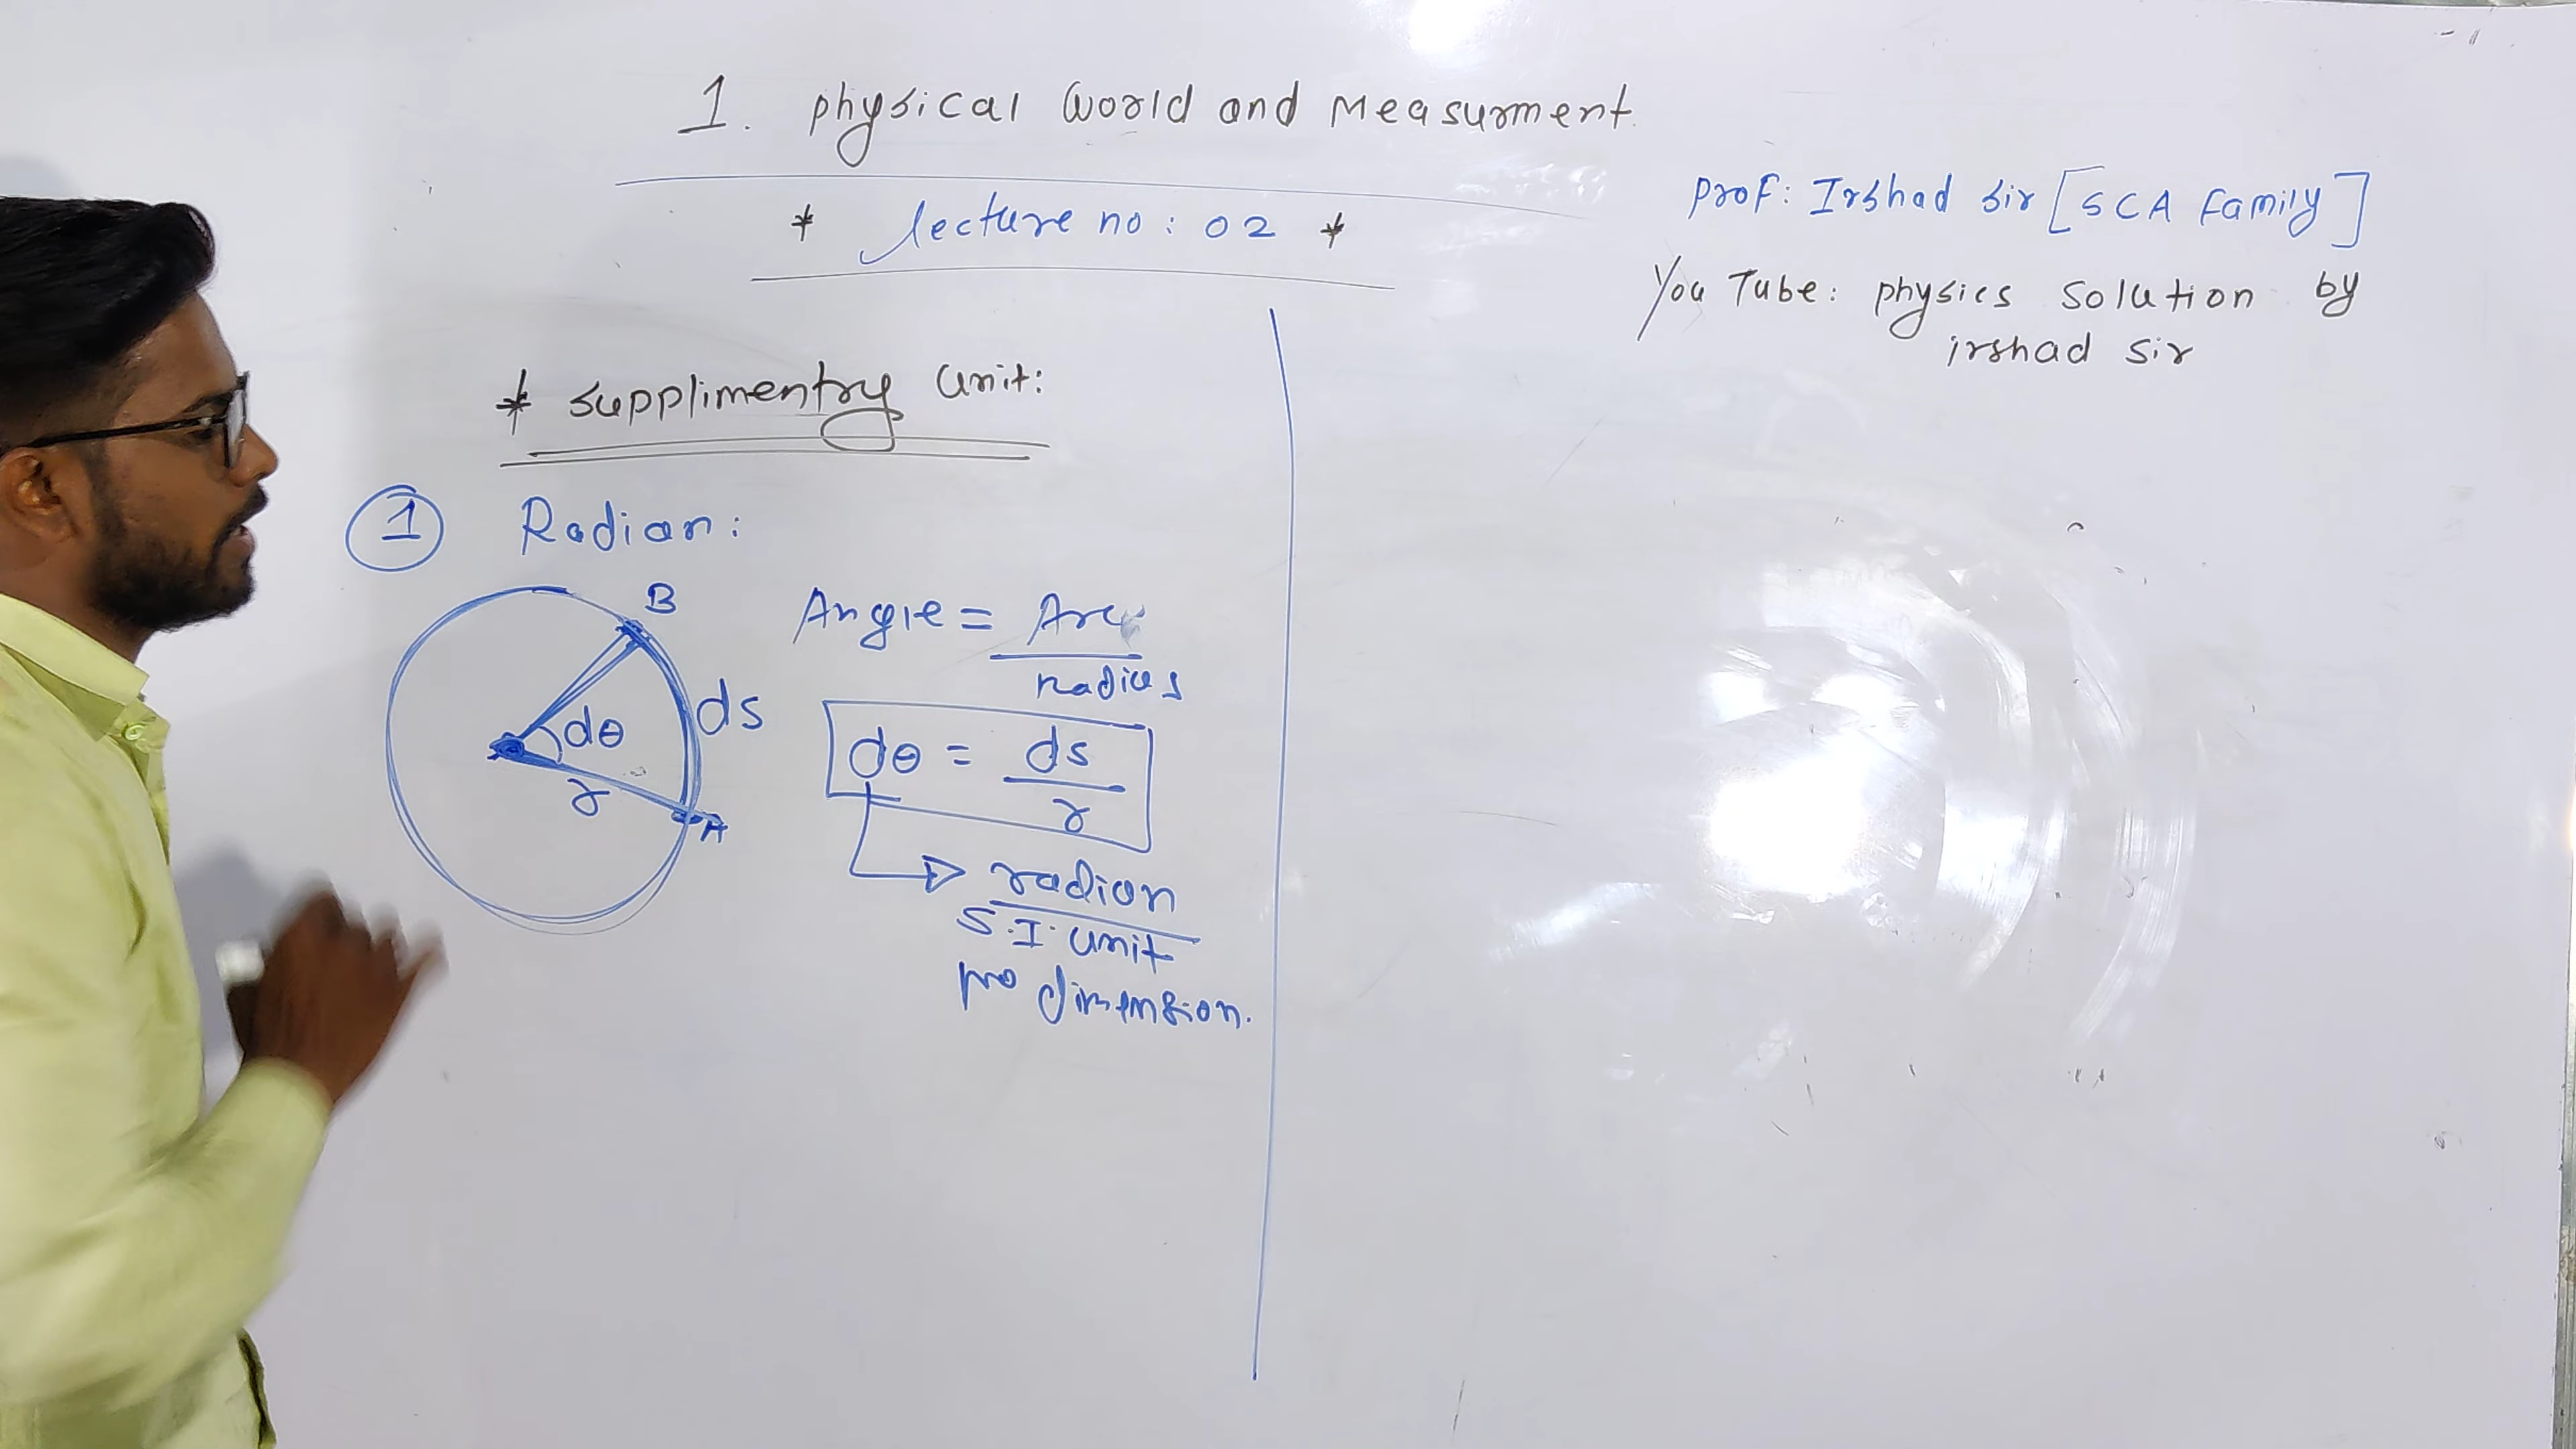 1. physical World and Measurment
* lecture no: 02 *
Prof: Irshad Sir [SCA Family]
You Tube: physics Solution by
irshad Sir
* Supplimentry Unit:
1 Radian:
B
Angle = Arc
radius
ds
dθ
r
A
dθ = ds
r
radian
S.I. unit
no dimension.